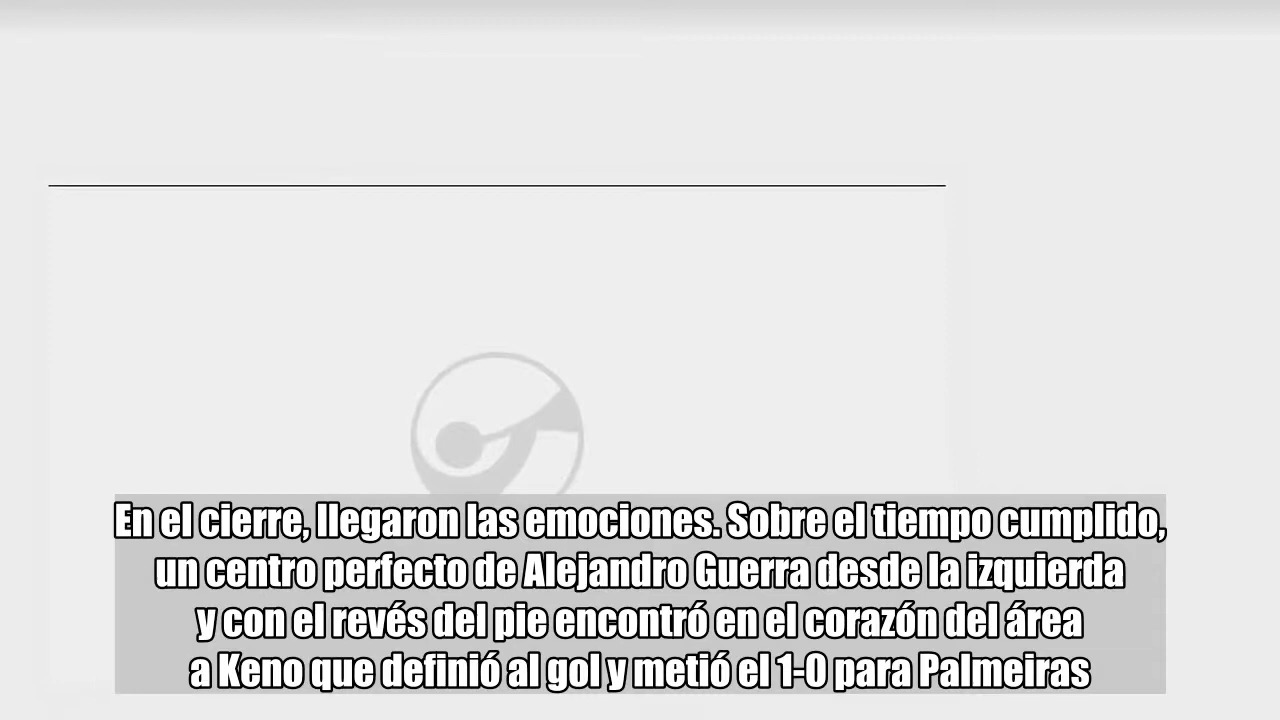 En el cierre, llegaron las emociones. Sobre el tiempo cumplido,
un centro perfecto de Alejandro Guerra desde la izquierda
y con el revés del pie encontró en el corazón del área
a Keno que definió al gol y metió el 1-0 para Palmeiras